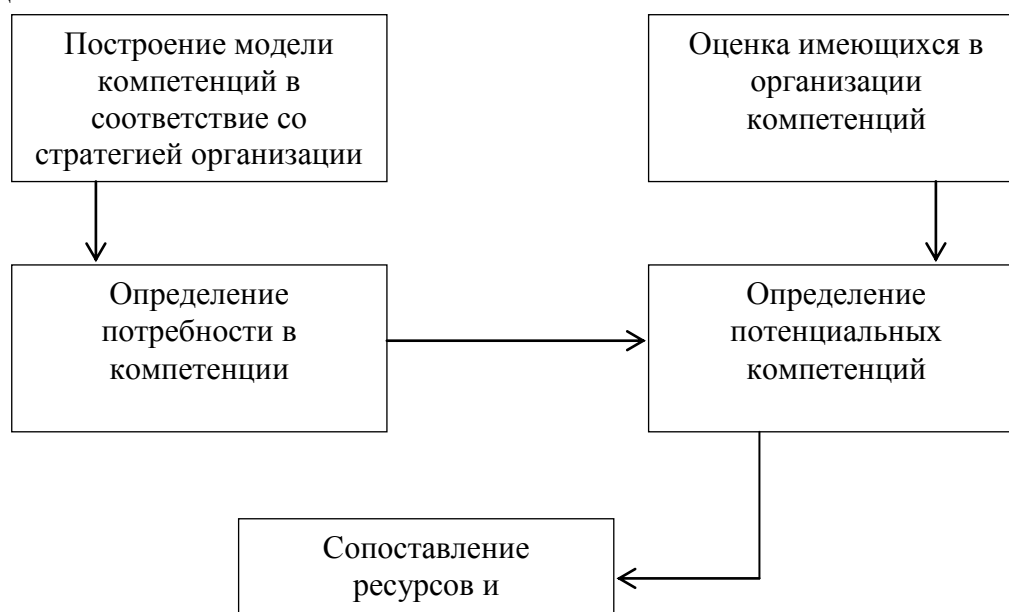 Построение модели
компетенций в
соответствие со
стратегией организации
Оценка имеющихся в
организации
компетенций
Определение
потребности в
компетенции
Определение
потенциальных
компетенций
Сопоставление
ресурсов и